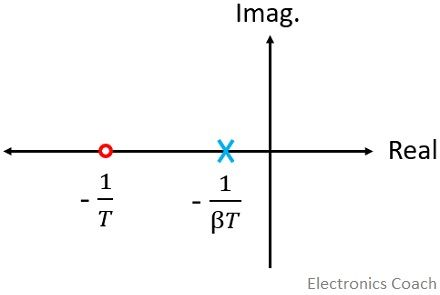 Imag.
Real
- 1/T
- 1/βT
Electronics Coach